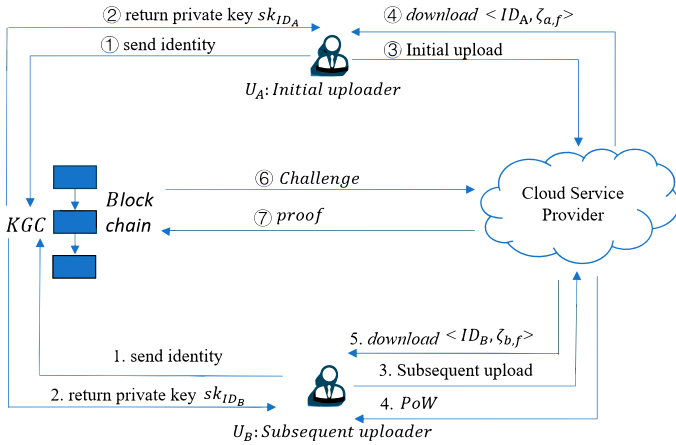 ② return private key sk_{ID_A}
④ download < ID_A, ζ_{a,f} >
① send identity
③ Initial upload
U_A: Initial uploader
⑥ Challenge
Block
chain
KGC
⑦ proof
Cloud Service
Provider
5. download < ID_B, ζ_{b,f} >
1. send identity
3. Subsequent upload
2. return private key sk_{ID_B}
4. PoW
U_B: Subsequent uploader